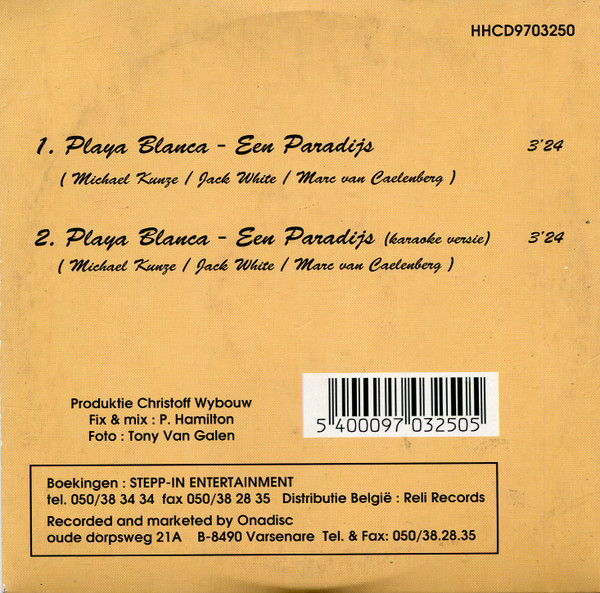 HHCD9703250
1. Playa Blanca - Een Paradijs 3'24
( Michael Kunze / Jack White / Marc van Caelenberg )
2. Playa Blanca - Een Paradijs (karaoke versie) 3'24
( Michael Kunze / Jack White / Marc van Caelenberg )
Produktie Christoff Wybouw
Fix & mix : P. Hamilton
Foto : Tony Van Galen
5 400097 032505
Boekingen : STEPP-IN ENTERTAINMENT
tel. 050/38 34 34 fax 050/38 28 35 Distributie België : Reli Records
Recorded and marketed by Onadisc
oude dorpsweg 21A B-8490 Varsenare Tel. & Fax: 050/38.28.35